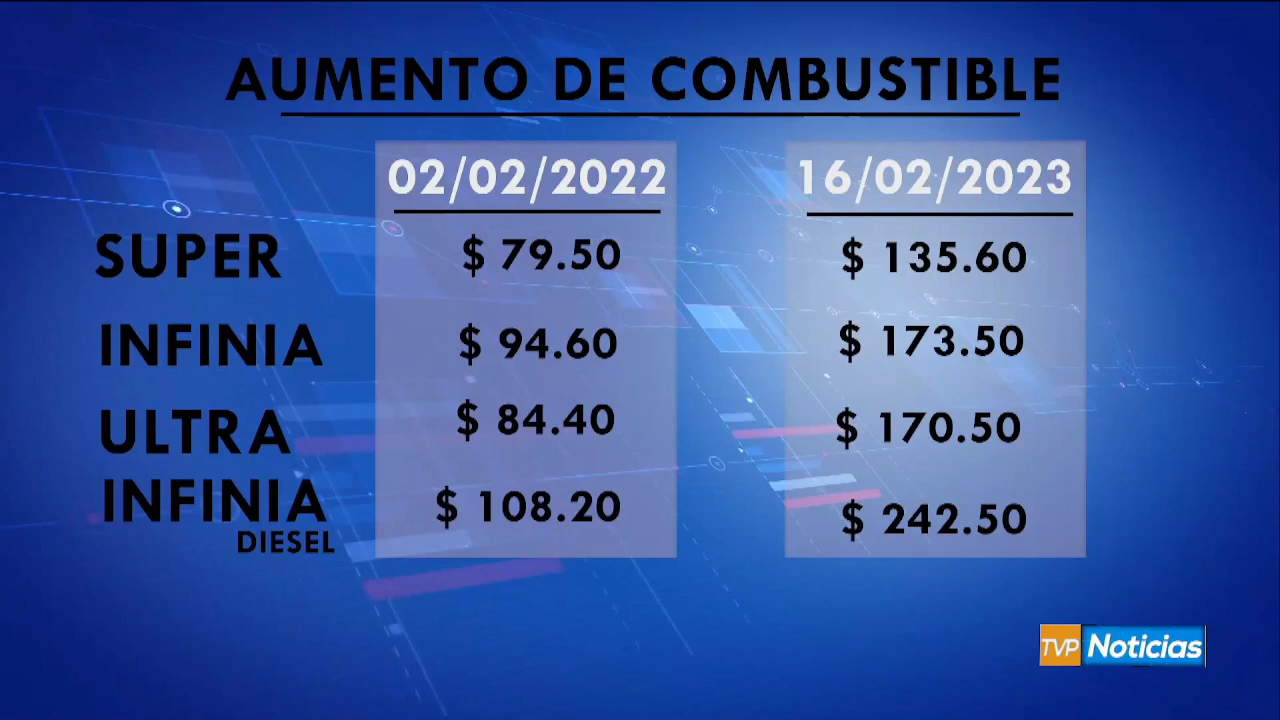 AUMENTO DE COMBUSTIBLE
02/02/2022 16/02/2023
SUPER $ 79.50 $ 135.60
INFINIA $ 94.60 $ 173.50
ULTRA $ 84.40 $ 170.50
INFINIA $ 108.20 $ 242.50
DIESEL
TVP Noticias